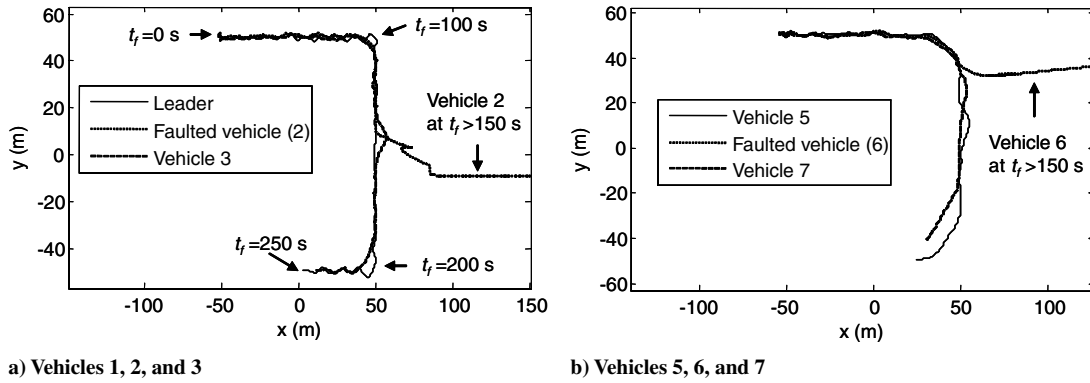 60
40
20
0
-20
-40
y (m)
-100
-50
0
50
100
150
x (m)
t_f=0 s
t_f=100 s
Leader
Faulted vehicle (2)
Vehicle 3
Vehicle 2
at t_f>150 s
t_f=250 s
t_f=200 s
a) Vehicles 1, 2, and 3
60
40
20
0
-20
-40
-60
y (m)
-100
-50
0
50
100
x (m)
Vehicle 5
Faulted vehicle (6)
Vehicle 7
Vehicle 6
at t_f>150 s
b) Vehicles 5, 6, and 7